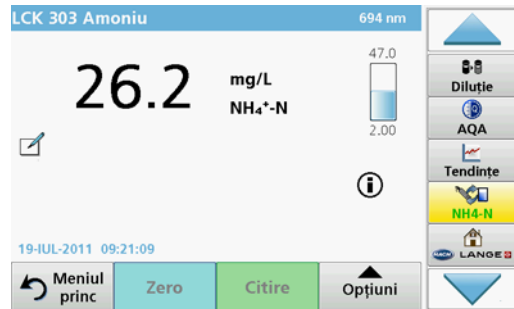 LCK 303 Amoniu 694 nm
47.0
26.2 mg/L
NH₄⁺-N
2.00
19-IUL-2011 09:21:09
Meniul princ
Zero
Citire
Opțiuni
Diluție
AQA
Tendințe
NH4-N
HACH LANGE